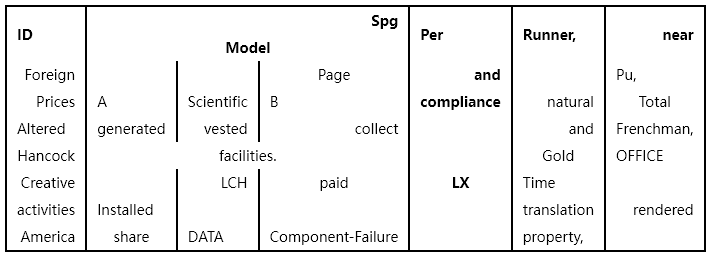 ID Spg
Model Per Runner, near
Foreign Page and Pu,
Prices A Scientific B compliance natural Total
Altered generated vested collect and Frenchman,
Hancock facilities. Gold OFFICE
Creative LCH paid LX Time
activities Installed translation rendered
America share DATA Component-Failure property,